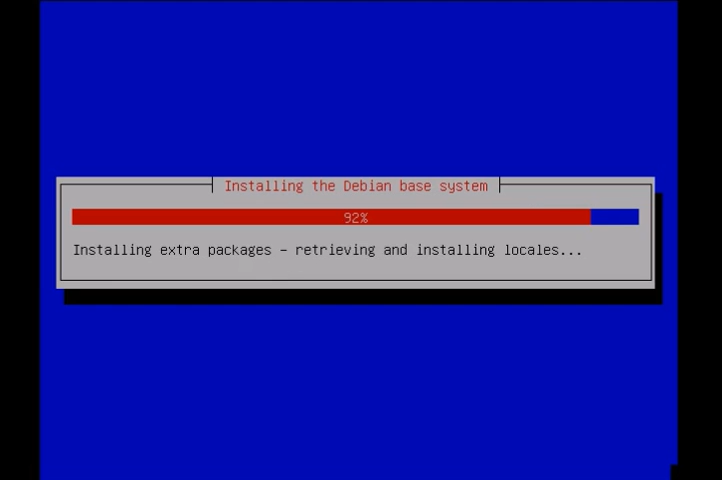 Installing the Debian base system
92%
Installing extra packages – retrieving and installing locales...